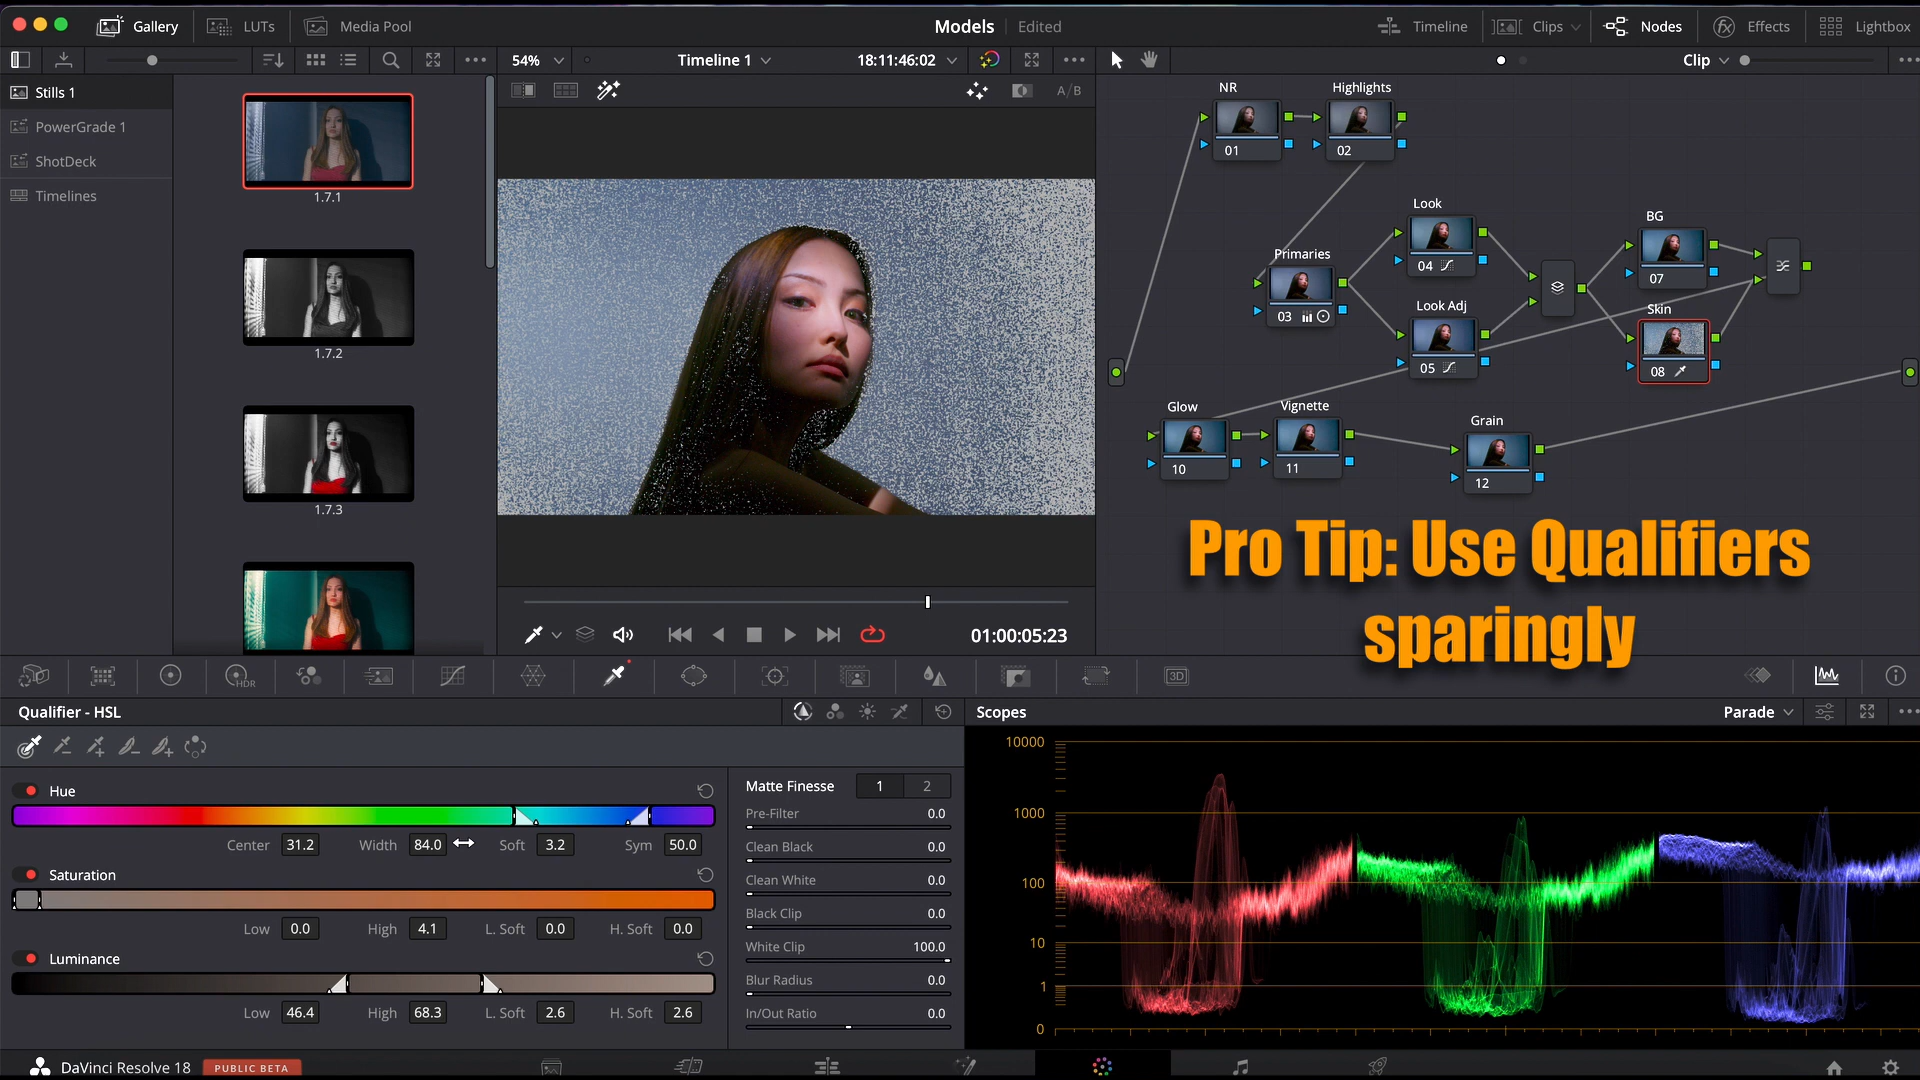 Gallery
LUTs
Media Pool
Models
Edited
Timeline
Clips
Nodes
Effects
Lightbox
54%
Timeline 1
18:11:46:02
Clip
Stills 1
PowerGrade 1
ShotDeck
Timelines
1.7.1
1.7.2
1.7.3
A/B
NR
Highlights
01
02
Look
BG
04
07
Primaries
Look Adj
Skin
03
05
08
Glow
Vignette
Grain
10
11
12
Pro Tip: Use Qualifiers
sparingly
01:00:05:23
HDR
3D
Qualifier - HSL
Scopes
Parade
Hue
Center 31.2 Width 84.0 Soft 3.2 Sym 50.0
Saturation
Low 0.0 High 4.1 L. Soft 0.0 H. Soft 0.0
Luminance
Low 46.4 High 68.3 L. Soft 2.6 H. Soft 2.6
Matte Finesse 1 2
Pre-Filter 0.0
Clean Black 0.0
Clean White 0.0
Black Clip 0.0
White Clip 100.0
Blur Radius 0.0
In/Out Ratio 0.0
10000
1000
100
10
1
0
DaVinci Resolve 18
PUBLIC BETA